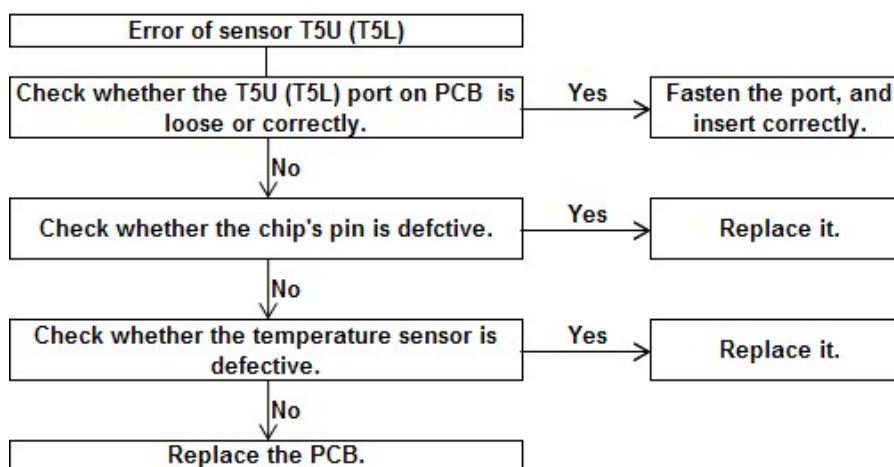 Error of sensor T5U (T5L)
Check whether the T5U (T5L) port on PCB is
loose or correctly.
Yes
Fasten the port, and
insert correctly.
No
Check whether the chip's pin is defctive.
Yes
Replace it.
No
Check whether the temperature sensor is
defective.
Yes
Replace it.
No
Replace the PCB.